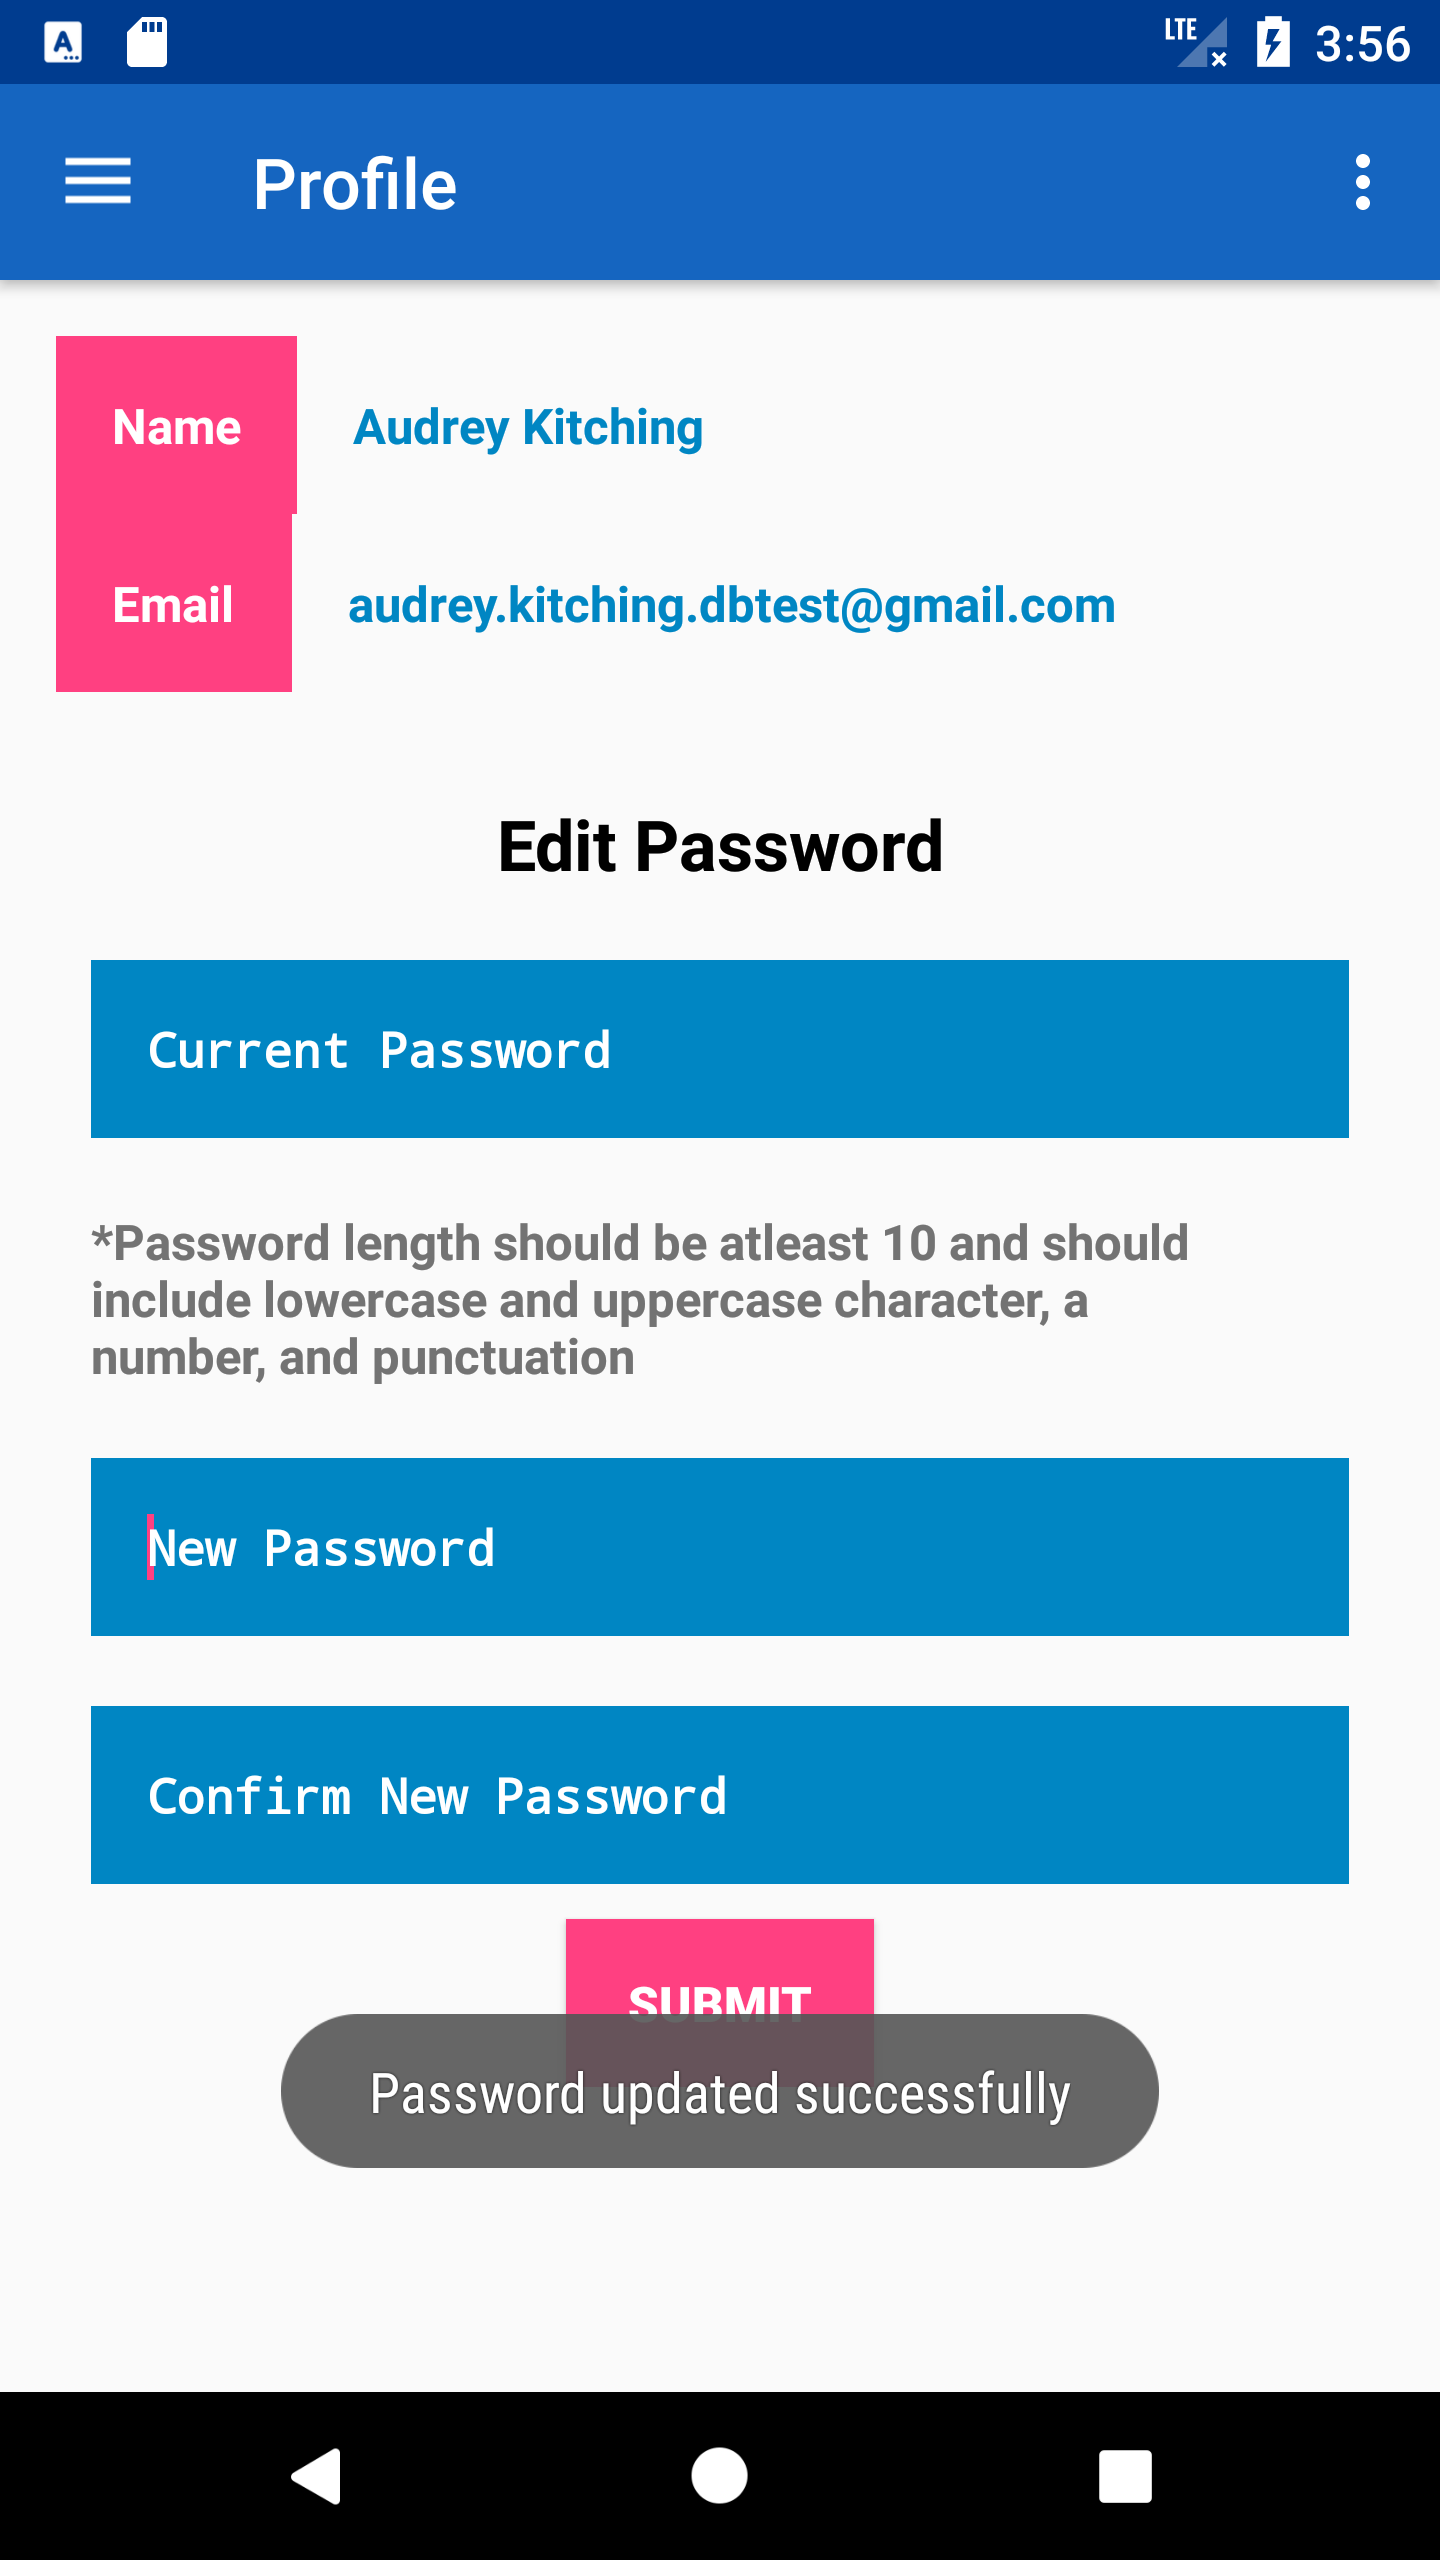 LTE 3:56
Profile
Name Audrey Kitching
Email audrey.kitching.dbtest@gmail.com
Edit Password
Current Password
*Password length should be atleast 10 and should
include lowercase and uppercase character, a
number, and punctuation
New Password
Confirm New Password
SUBMIT
Password updated successfully